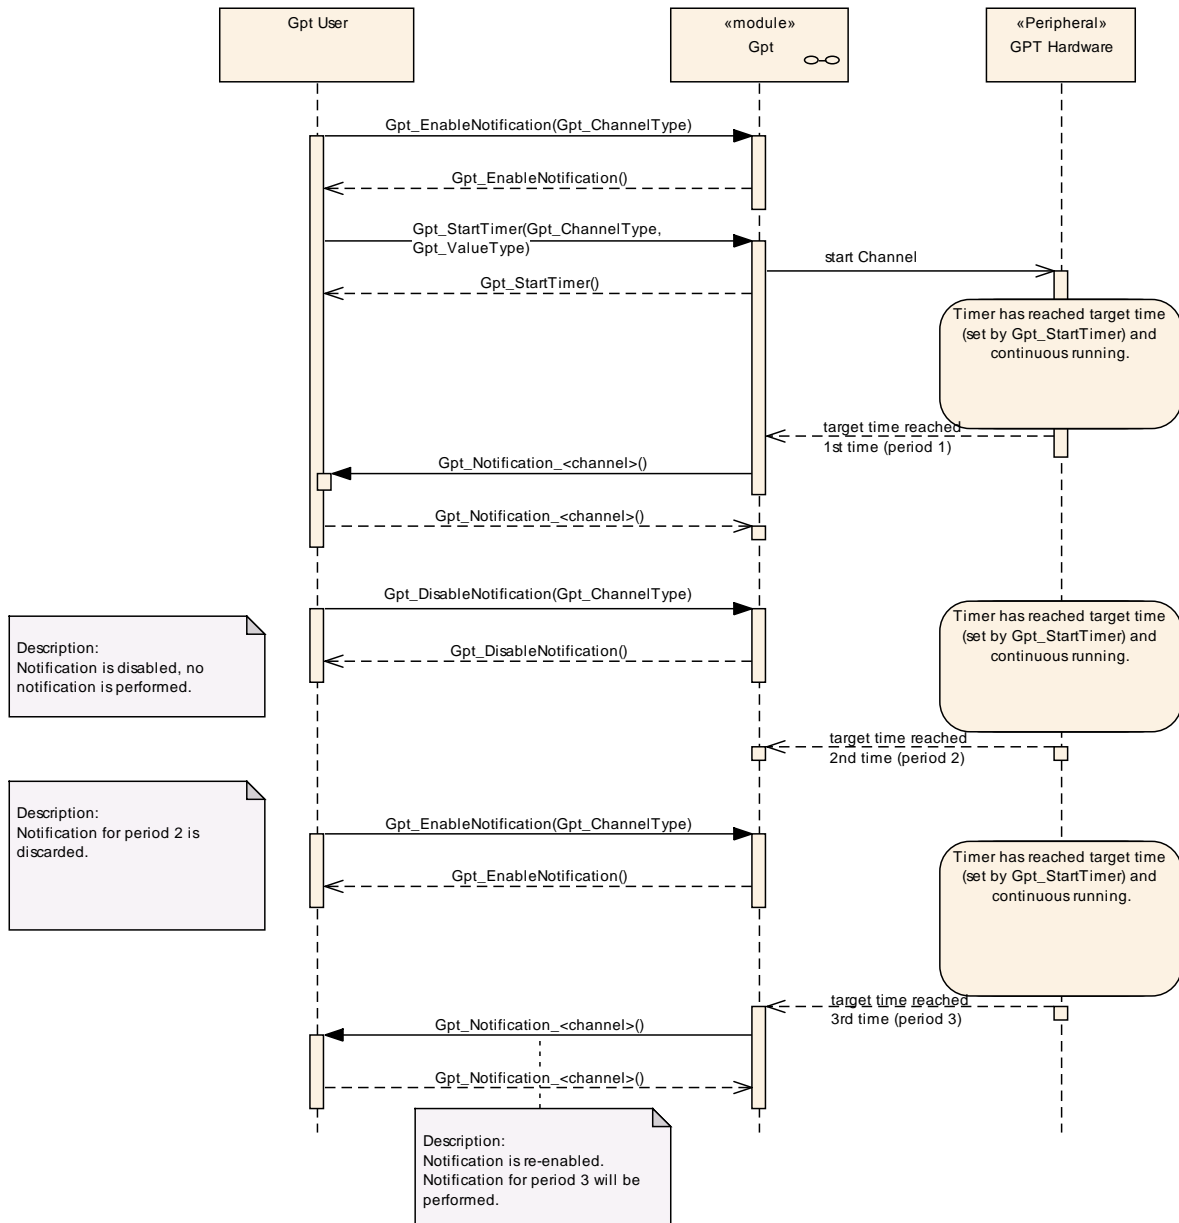 Gpt User
«module»
Gpt
«Peripheral»
GPT Hardware
Gpt_EnableNotification(Gpt_ChannelType)
Gpt_EnableNotification()
Gpt_StartTimer(Gpt_ChannelType,
Gpt_ValueType)
start Channel
Gpt_StartTimer()
Timer has reached target time
(set by Gpt_StartTimer) and
continuous running.
target time reached
1st time (period 1)
Gpt_Notification_<channel>()
Gpt_Notification_<channel>()
Gpt_DisableNotification(Gpt_ChannelType)
Gpt_DisableNotification()
Description:
Notification is disabled, no
notification is performed.
Timer has reached target time
(set by Gpt_StartTimer) and
continuous running.
target time reached
2nd time (period 2)
Description:
Notification for period 2 is
discarded.
Gpt_EnableNotification(Gpt_ChannelType)
Gpt_EnableNotification()
Timer has reached target time
(set by Gpt_StartTimer) and
continuous running.
target time reached
3rd time (period 3)
Gpt_Notification_<channel>()
Gpt_Notification_<channel>()
Description:
Notification is re-enabled.
Notification for period 3 will be
performed.